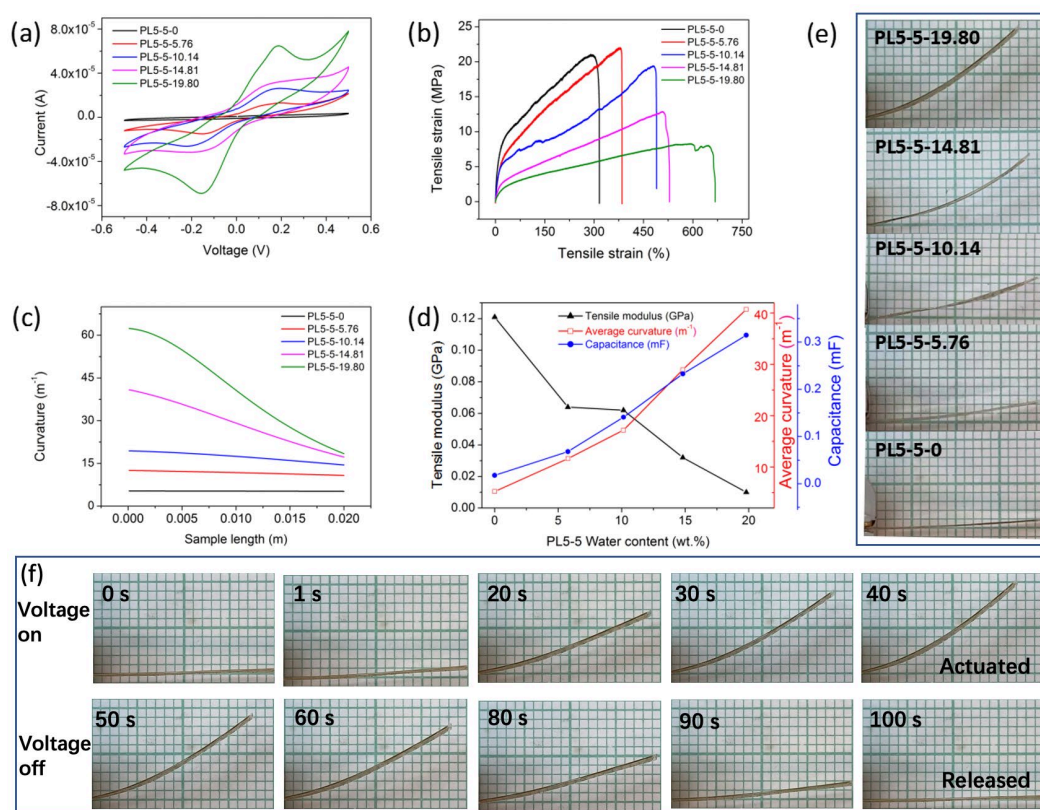 (a)
8.0x10⁻⁵
4.0x10⁻⁵
0.0
-4.0x10⁻⁵
-8.0x10⁻⁵
Current (A)
PL5-5-0
PL5-5-5.76
PL5-5-10.14
PL5-5-14.81
PL5-5-19.80
-0.6 -0.4 -0.2 0.0 0.2 0.4 0.6
Voltage (V)
(b)
25
20
15
10
5
0
Tensile strain (MPa)
PL5-5-0
PL5-5-5.76
PL5-5-10.14
PL5-5-14.81
PL5-5-19.80
0 150 300 450 600 750
Tensile strain (%)
(c)
60
45
30
15
0
Curvature (m⁻¹)
PL5-5-0
PL5-5-5.76
PL5-5-10.14
PL5-5-14.81
PL5-5-19.80
0.000 0.005 0.010 0.015 0.020
Sample length (m)
(d)
0.12
0.10
0.08
0.06
0.04
0.02
0.00
Tensile modulus (GPa)
Tensile modulus (GPa)
Average curvature (m⁻¹)
Capacitance (mF)
40
30
20
10
Average curvature (m⁻¹)
0.3
0.2
0.1
0.0
Capacitance (mF)
0 5 10 15 20
PL5-5 Water content (wt.%)
(e)
PL5-5-19.80
PL5-5-14.81
PL5-5-10.14
PL5-5-5.76
PL5-5-0
(f)
Voltage
on
0 s
1 s
20 s
30 s
40 s
Actuated
Voltage
off
50 s
60 s
80 s
90 s
100 s
Released